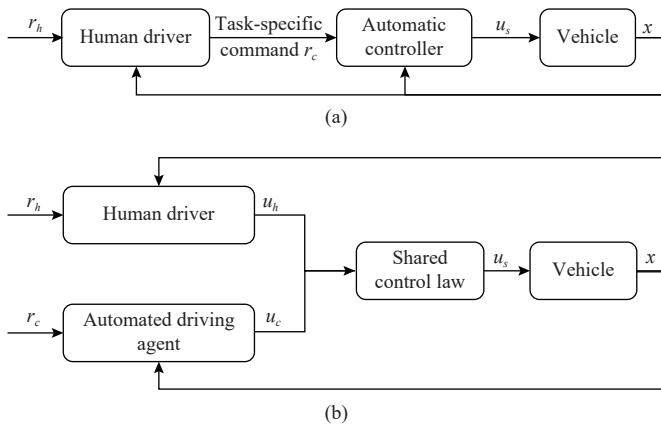 r_h
Human driver
Task-specific
command r_c
Automatic
controller
u_s
Vehicle
x
(a)
r_h
Human driver
u_h
Shared
control law
u_s
Vehicle
x
r_c
Automated driving
agent
u_c
(b)